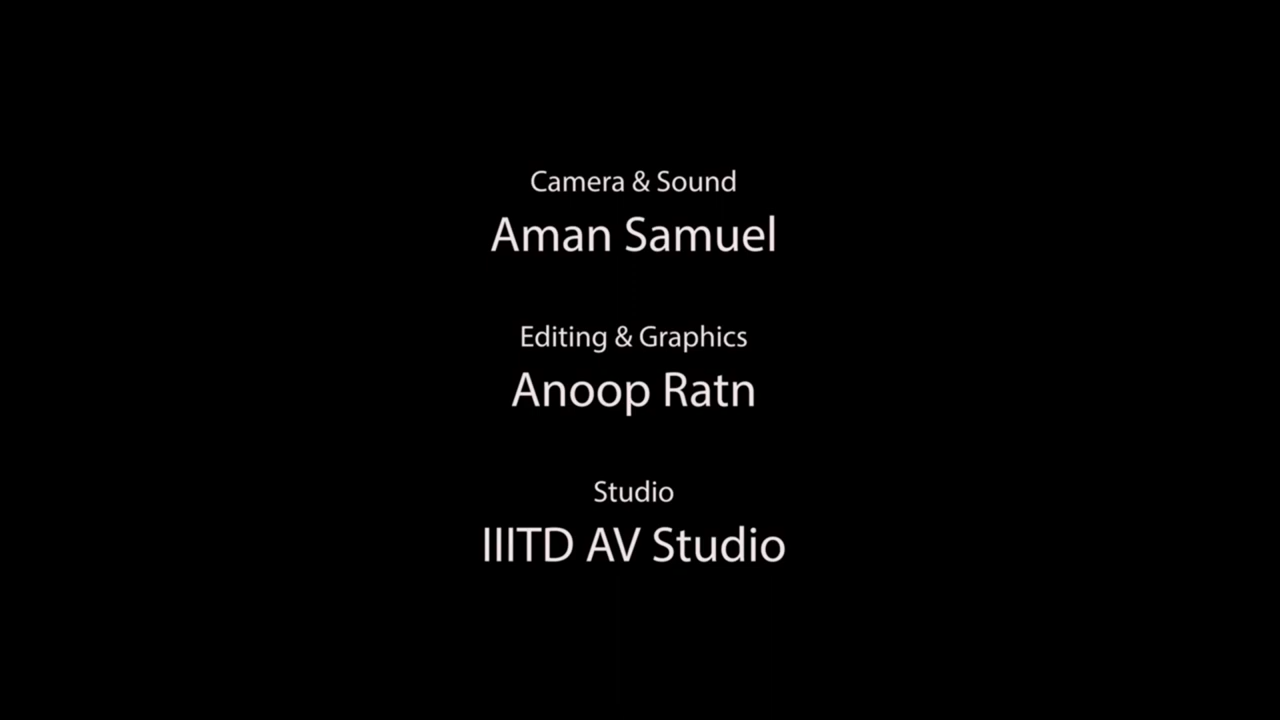 Camera & Sound
Aman Samuel
Editing & Graphics
Anoop Ratn
Studio
IIITD AV Studio